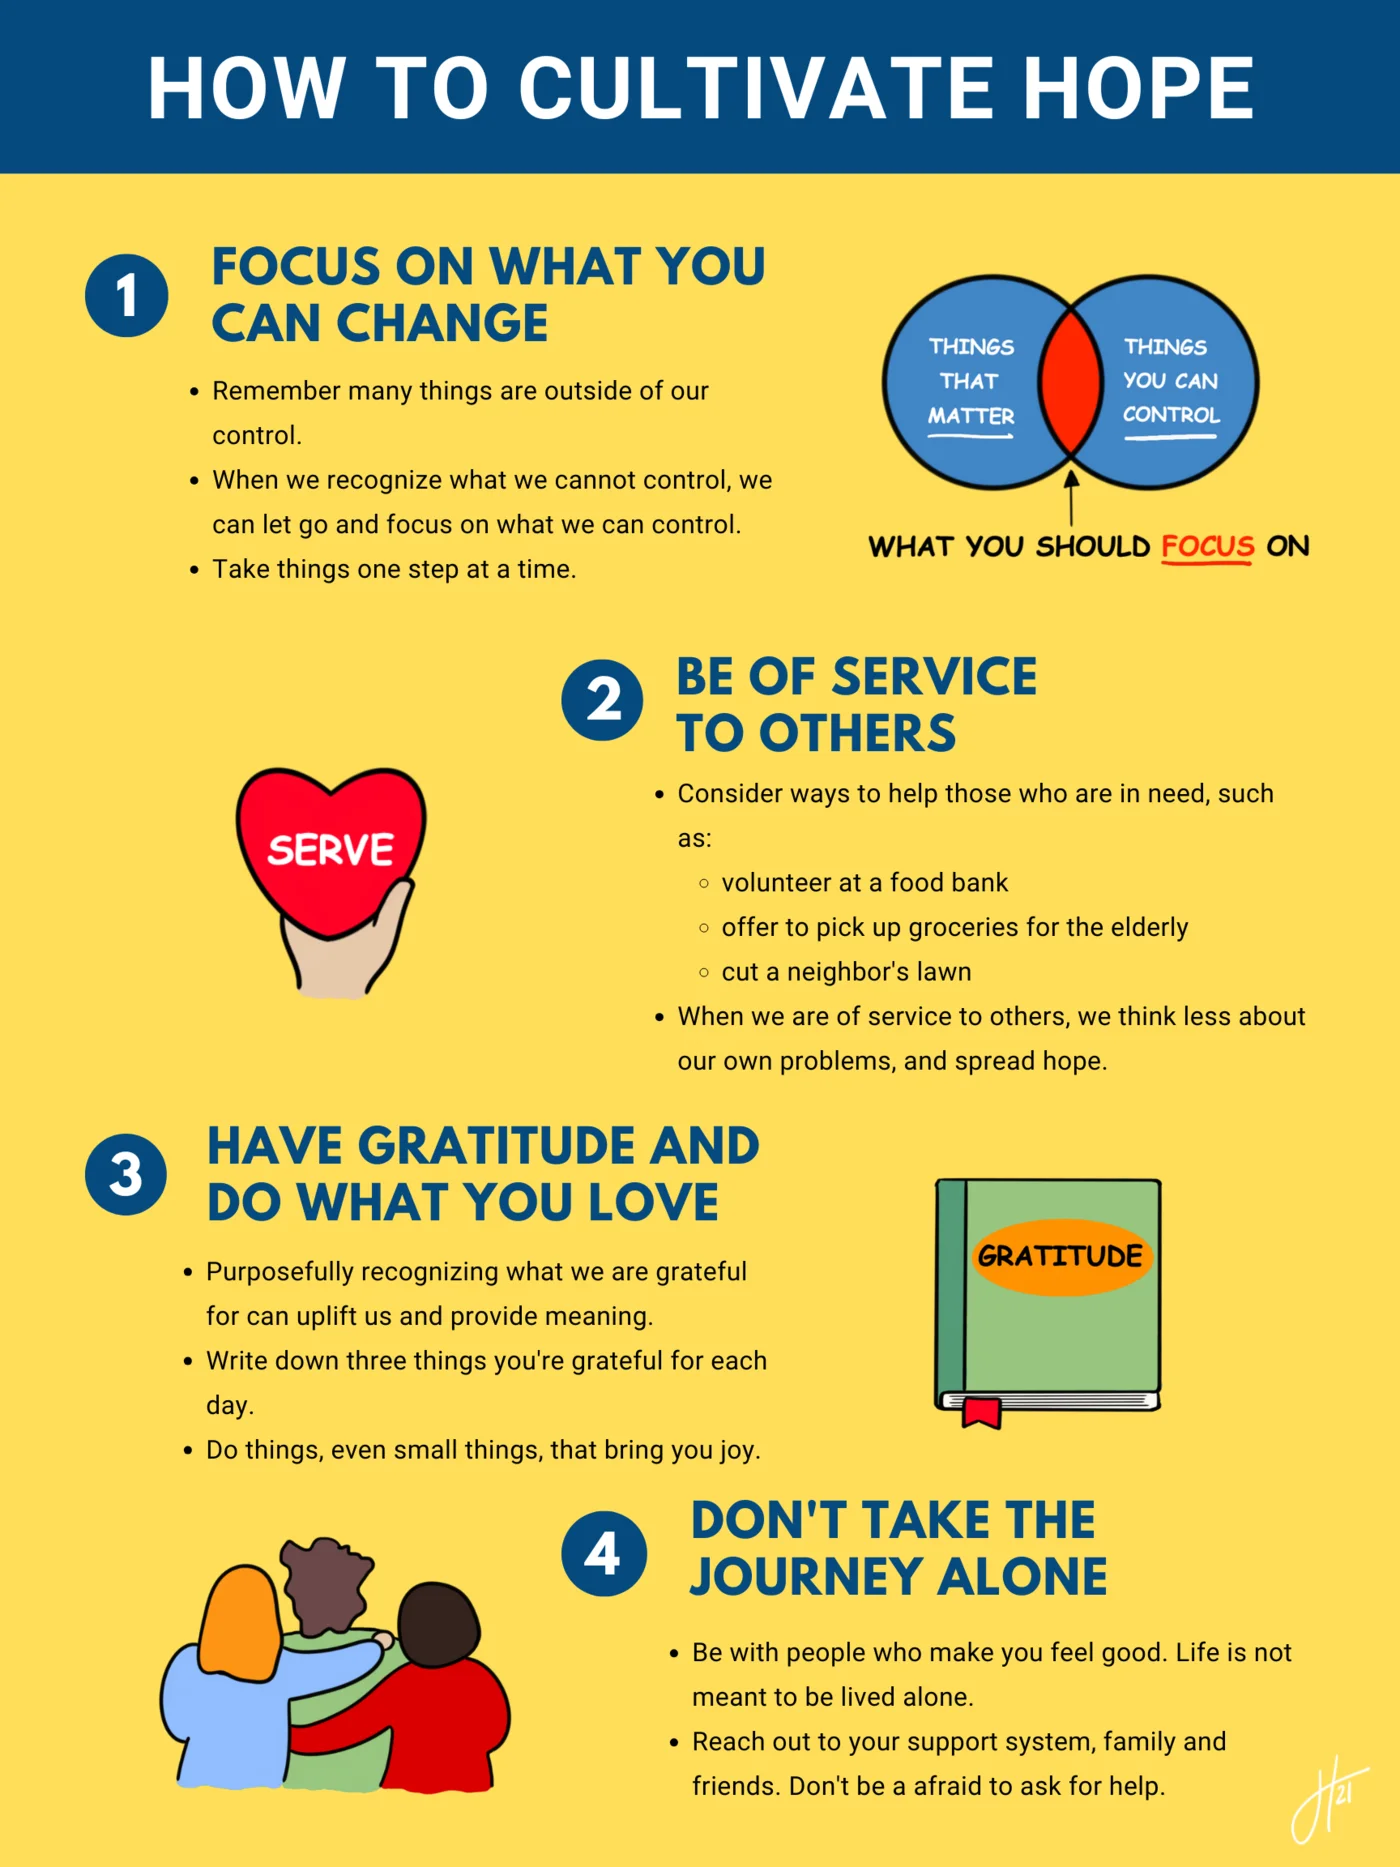 HOW TO CULTIVATE HOPE
1
FOCUS ON WHAT YOU
CAN CHANGE
• Remember many things are outside of our
control.
• When we recognize what we cannot control, we
can let go and focus on what we can control.
• Take things one step at a time.
THINGS
THAT
MATTER
THINGS
YOU CAN
CONTROL
WHAT YOU SHOULD FOCUS ON
2
BE OF SERVICE
TO OTHERS
• Consider ways to help those who are in need, such
as:
◦ volunteer at a food bank
◦ offer to pick up groceries for the elderly
◦ cut a neighbor's lawn
• When we are of service to others, we think less about
our own problems, and spread hope.
SERVE
3
HAVE GRATITUDE AND
DO WHAT YOU LOVE
• Purposefully recognizing what we are grateful
for can uplift us and provide meaning.
• Write down three things you're grateful for each
day.
• Do things, even small things, that bring you joy.
GRATITUDE
4
DON'T TAKE THE
JOURNEY ALONE
• Be with people who make you feel good. Life is not
meant to be lived alone.
• Reach out to your support system, family and
friends. Don't be a afraid to ask for help.
21